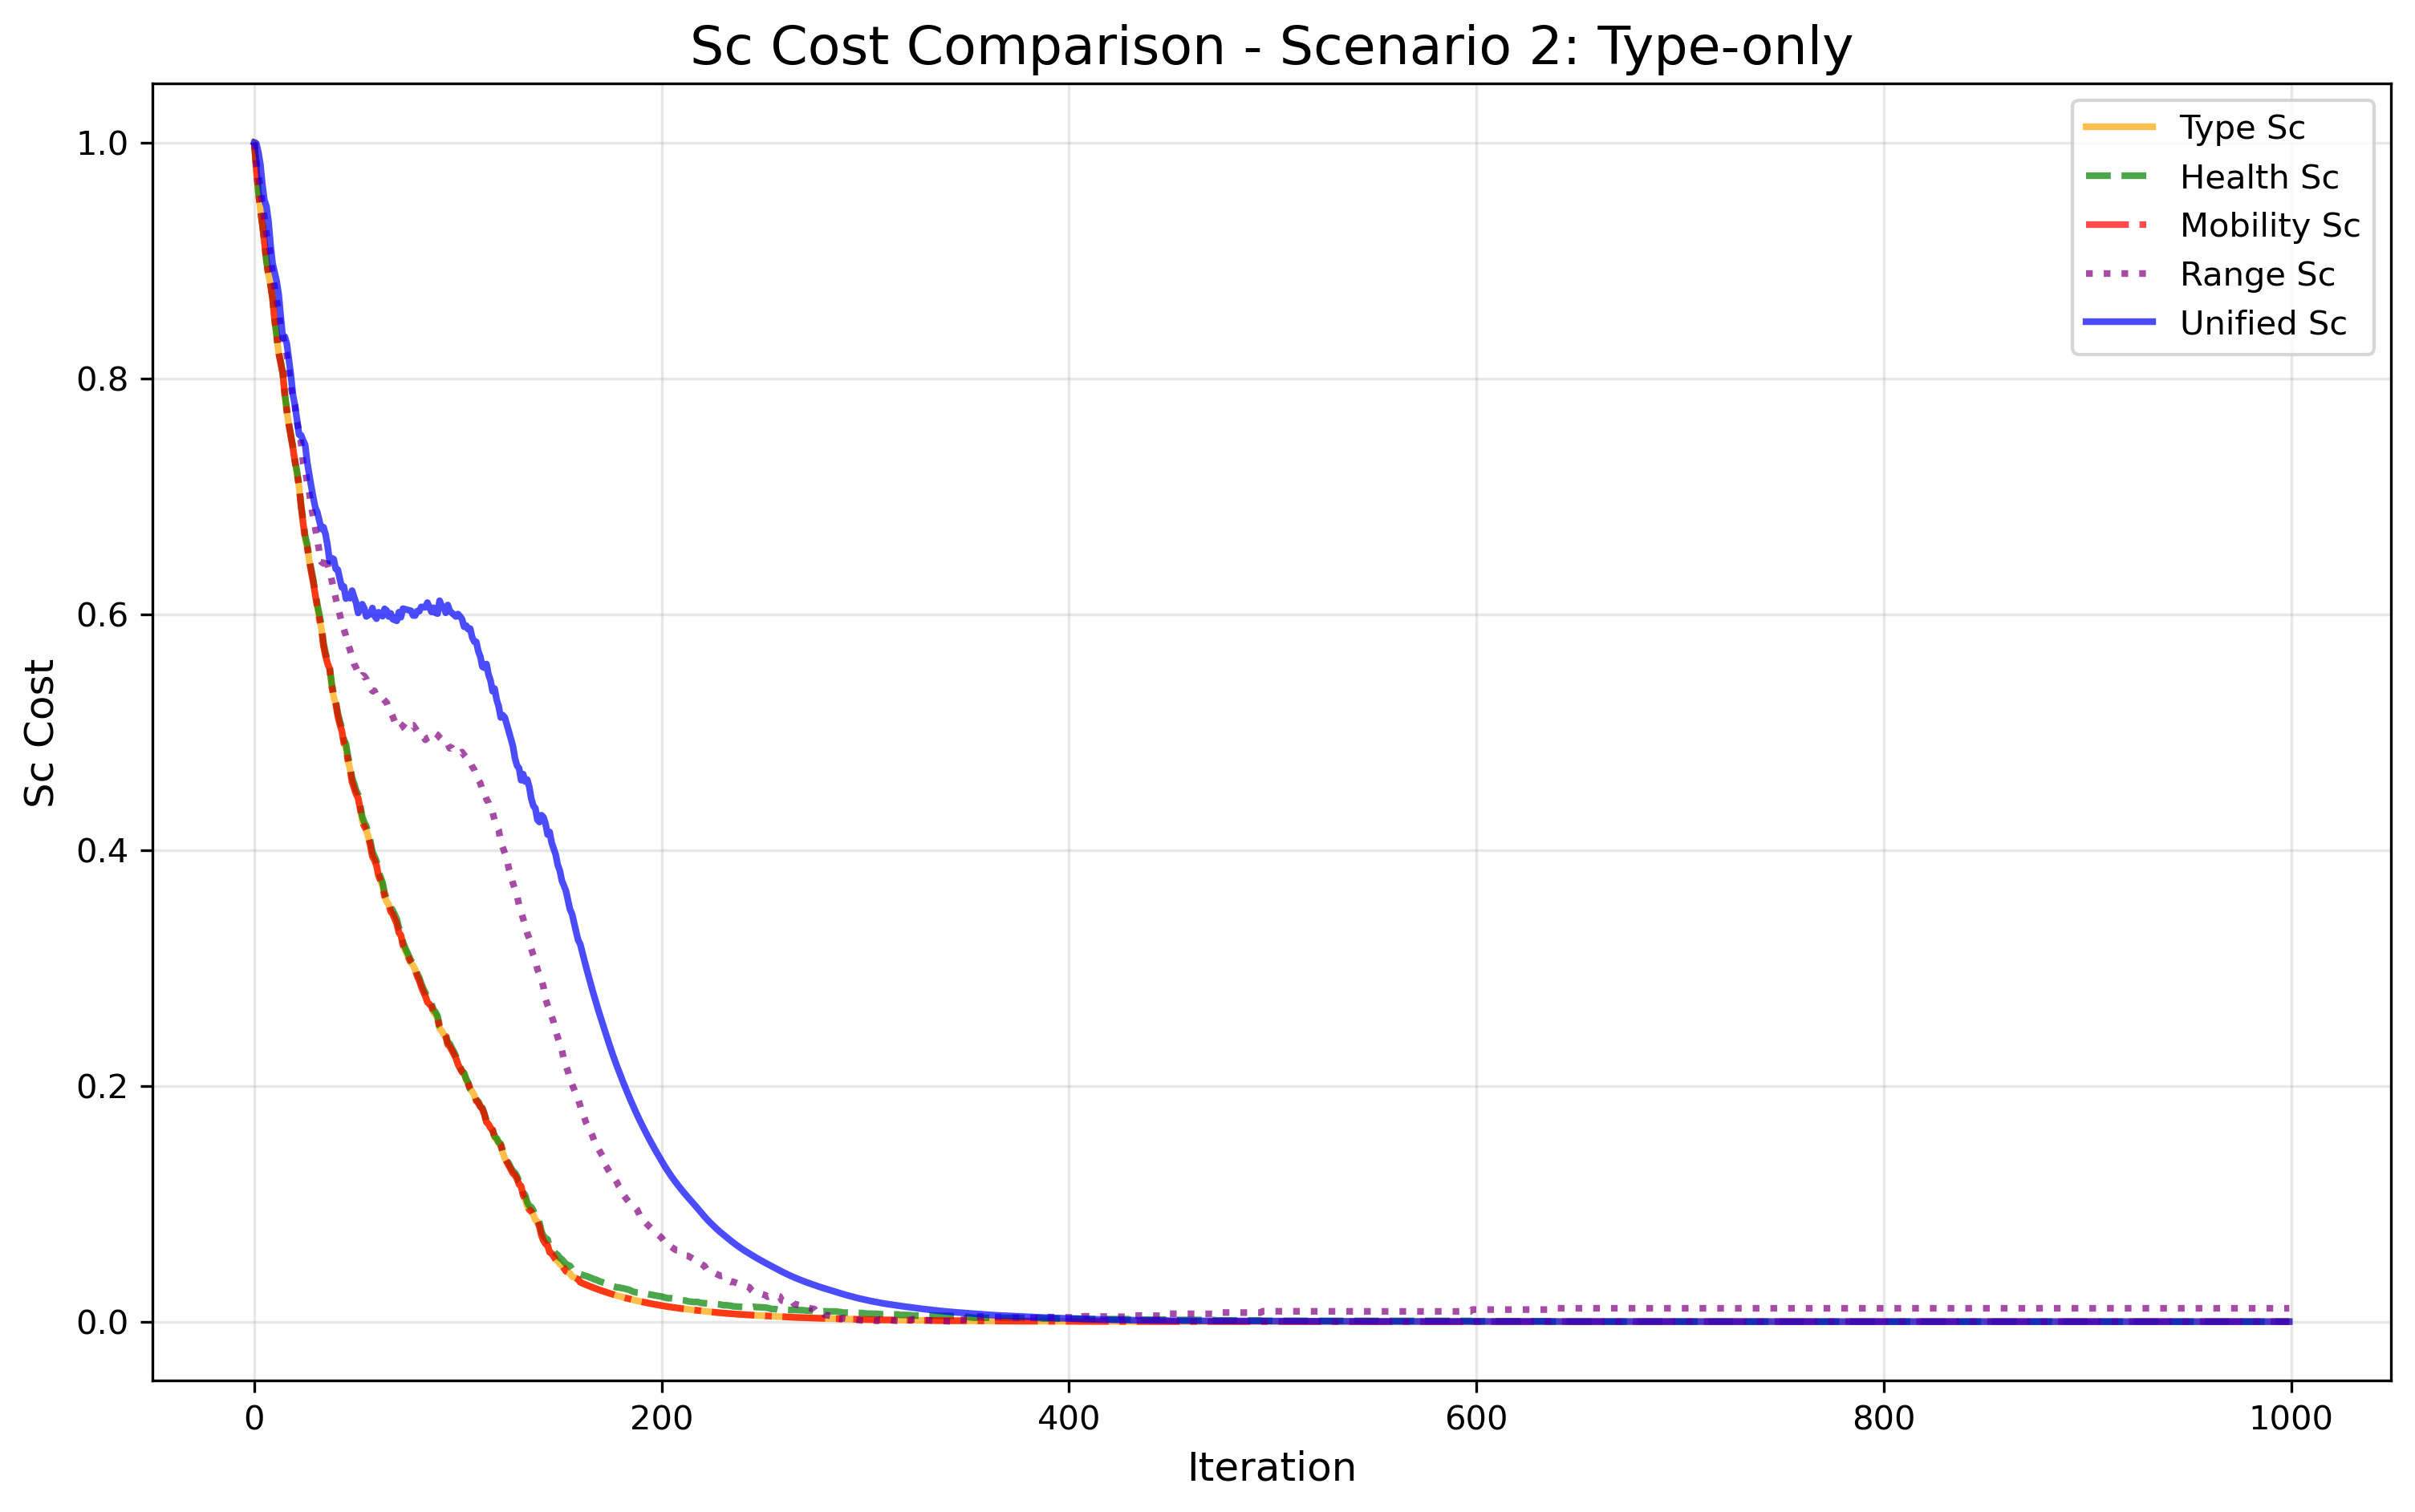 Sc Cost Comparison - Scenario 2: Type-only
Type Sc
Health Sc
Mobility Sc
Range Sc
Unified Sc
1.0
0.8
0.6
0.4
0.2
0.0
Sc Cost
0 200 400 600 800 1000
Iteration